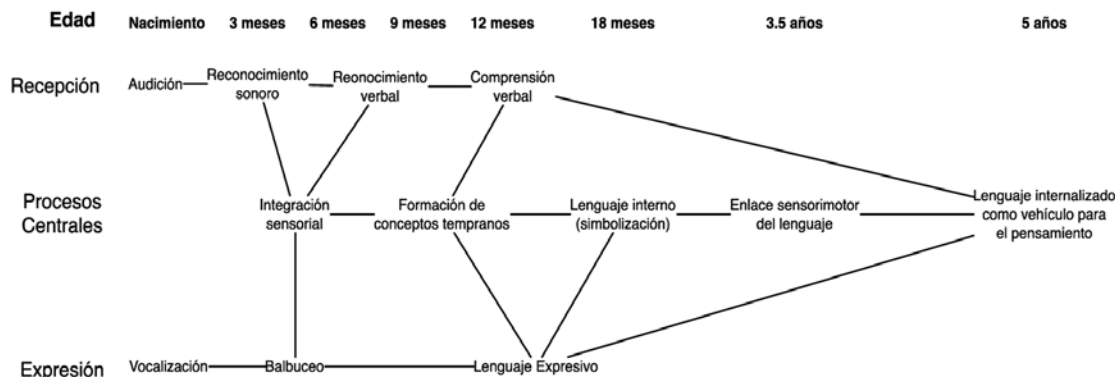 Edad Nacimiento 3 meses 6 meses 9 meses 12 meses 18 meses 3.5 años 5 años
Recepción Audición Reconocimiento sonoro Reonocimiento verbal Comprensión verbal
Procesos Centrales Integración sensorial Formación de conceptos tempranos Lenguaje interno (simbolización) Enlace sensorimotor del lenguaje Lenguaje internalizado como vehículo para el pensamiento
Expresión Vocalización Balbuceo Lenguaje Expresivo